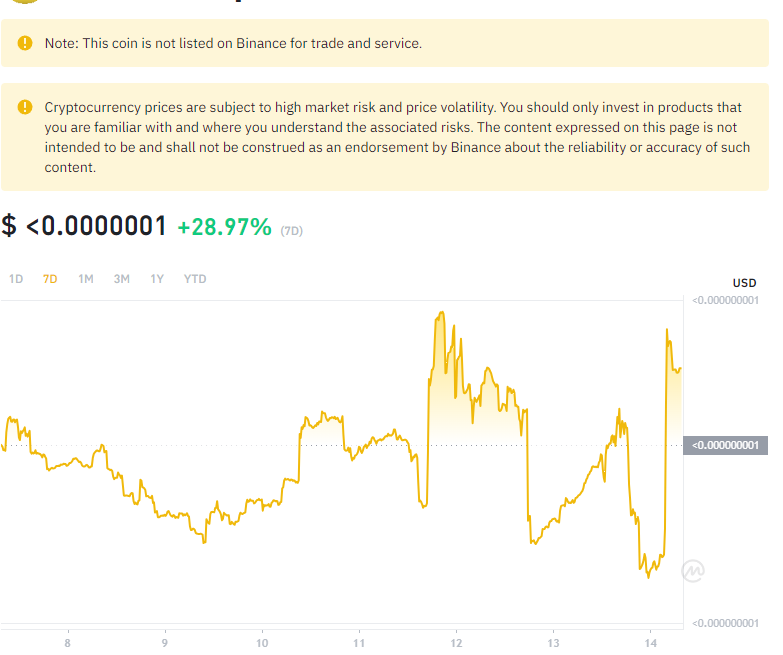 Note: This coin is not listed on Binance for trade and service.
Cryptocurrency prices are subject to high market risk and price volatility. You should only invest in products that
you are familiar with and where you understand the associated risks. The content expressed on this page is not
intended to be and shall not be construed as an endorsement by Binance about the reliability or accuracy of such
content.
$ <0.0000001 +28.97% (7D)
1D 7D 1M 3M 1Y YTD
USD
<0.000000001
<0.000000001
<0.000000001
8 9 10 11 12 13 14